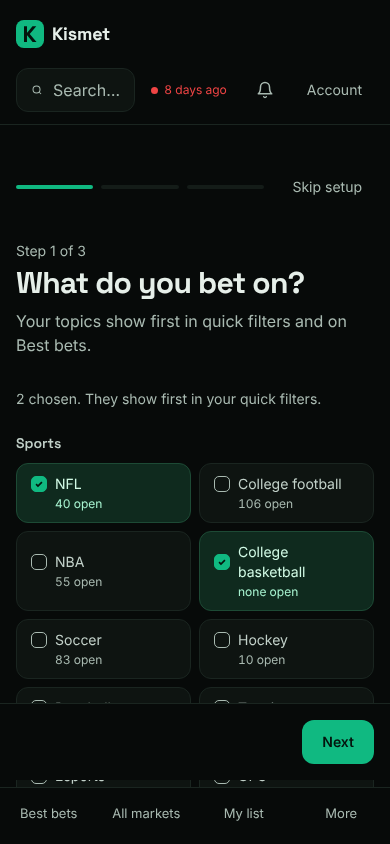 Kismet
Search...
8 days ago
Account
Skip setup
Step 1 of 3
What do you bet on?
Your topics show first in quick filters and on
Best bets.
2 chosen. They show first in your quick filters.
Sports
NFL
40 open
College football
106 open
NBA
55 open
College
basketball
none open
Soccer
83 open
Hockey
10 open
Next
Best bets
All markets
My list
More